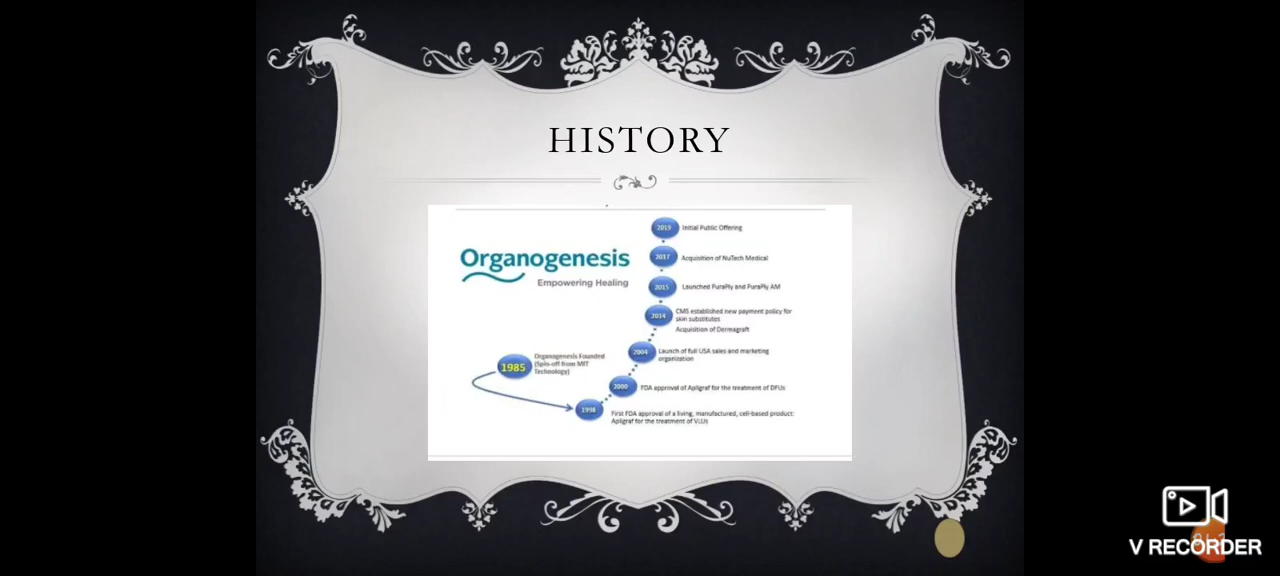 HISTORY
Organogenesis
Empowering Healing
2019 Initial Public Offering
2017 Acquisition of NuTech Medical
2015 Launched PuraPly and PuraPly AM
2014 CMS established new payment policy for
skin substitutes
Acquisition of Dermagraft
2004 Launch of full USA sales and marketing
organization
1985 Organogenesis Founded
(Spin-off from MIT
Technology)
2000 FDA approval of Apligraf for the treatment of DFUs
1998 First FDA approval of a living, manufactured, cell-based product:
Apligraf for the treatment of VLUs
V RECORDER